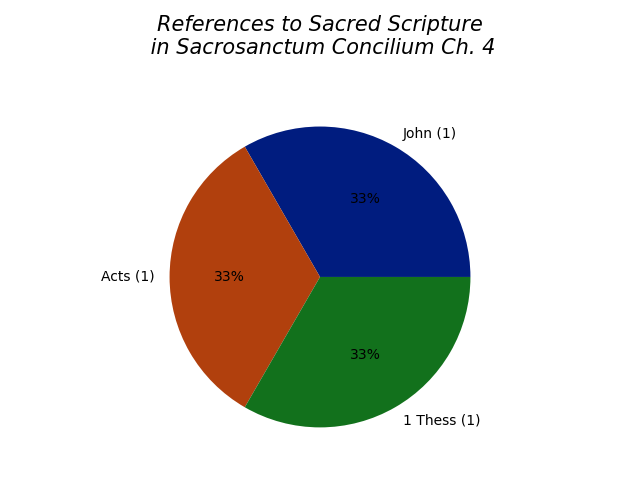 References to Sacred Scripture
in Sacrosanctum Concilium Ch. 4
John (1)
33%
Acts (1)
33%
33%
1 Thess (1)